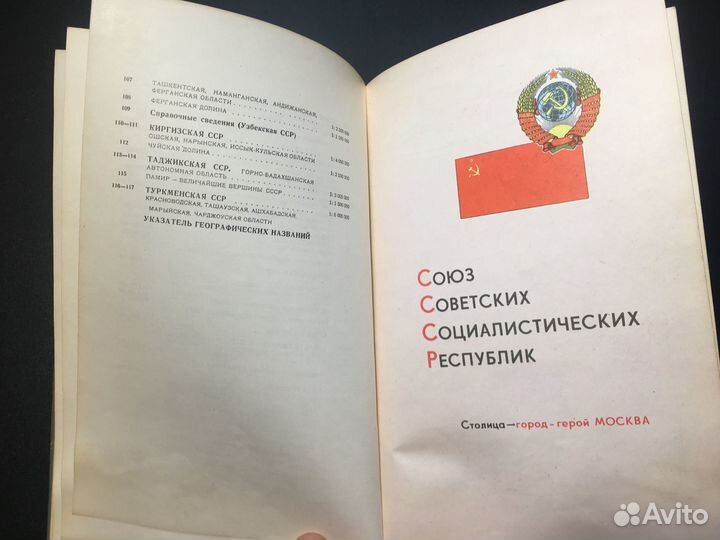 107
ТАШКЕНТСКАЯ, НАМАНГАНСКАЯ, АНДИЖАНСКАЯ,
ФЕРГАНСКАЯ ОБЛАСТИ
108
ФЕРГАНСКАЯ ДОЛИНА
109
Справочные сведения (Узбекская ССР)
110—111
КИРГИЗСКАЯ ССР
ОШСКАЯ, НАРЫНСКАЯ, ИССЫК-КУЛЬСКАЯ ОБЛАСТИ
112
ЧУЙСКАЯ ДОЛИНА
113—114
ТАДЖИКСКАЯ ССР. ГОРНО-БАДАХШАНСКАЯ
АВТОНОМНАЯ ОБЛАСТЬ
115
ПАМИР — ВЕЛИЧАЙШИЕ ВЕРШИНЫ СССР
116—117
ТУРКМЕНСКАЯ ССР
КРАСНОВОДСКАЯ, ТАШАУЗСКАЯ, АШХАБАДСКАЯ
МАРЫЙСКАЯ, ЧАРДЖОУСКАЯ ОБЛАСТИ
УКАЗАТЕЛЬ ГЕОГРАФИЧЕСКИХ НАЗВАНИЙ
СОЮЗ
СОВЕТСКИХ
СОЦИАЛИСТИЧЕСКИХ
РЕСПУБЛИК
Столица—город-герой МОСКВА
Avito